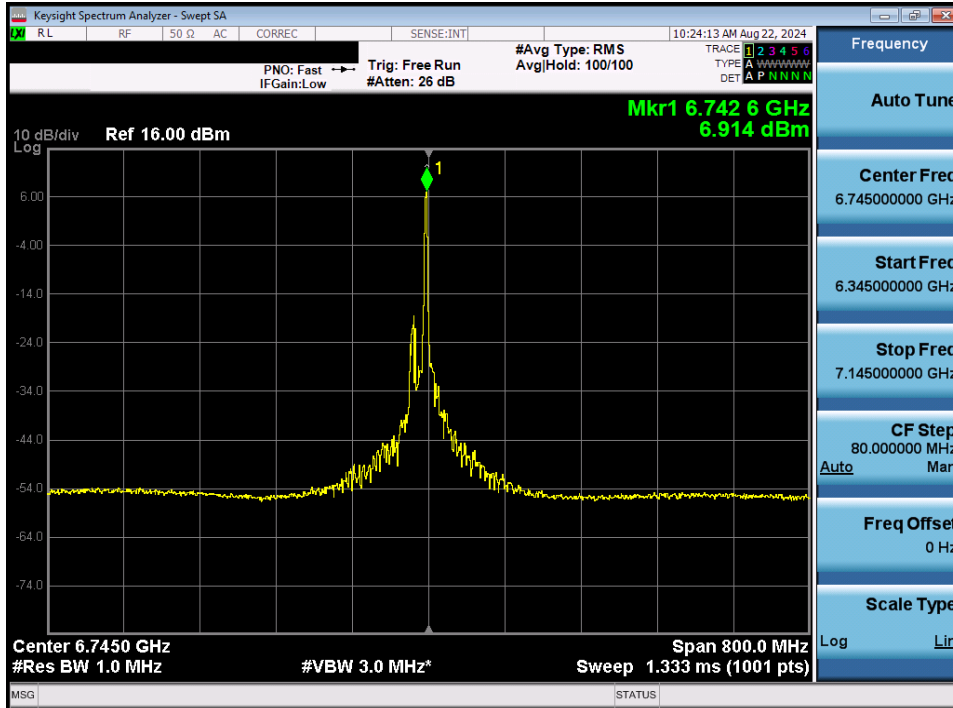 Keysight Spectrum Analyzer - Swept SA
LXI RL RF 50 Ω AC CORREC SENSE:INT 10:24:13 AM Aug 22, 2024
PNO: Fast
IFGain:Low
Trig: Free Run
#Atten: 26 dB
#Avg Type: RMS
Avg|Hold: 100/100
TRACE 1 2 3 4 5 6
TYPE A WWWWW
DET A P N N N N
Mkr1 6.742 6 GHz
6.914 dBm
10 dB/div Ref 16.00 dBm
Log
1
6.00
-4.00
-14.0
-24.0
-34.0
-44.0
-54.0
-64.0
-74.0
Center 6.7450 GHz Span 800.0 MHz
#Res BW 1.0 MHz #VBW 3.0 MHz* Sweep 1.333 ms (1001 pts)
MSG STATUS
Frequency
Auto Tune
Center Freq
6.745000000 GHz
Start Freq
6.345000000 GHz
Stop Freq
7.145000000 GHz
CF Step
80.000000 MHz
Auto Man
Freq Offset
0 Hz
Scale Type
Log Lin